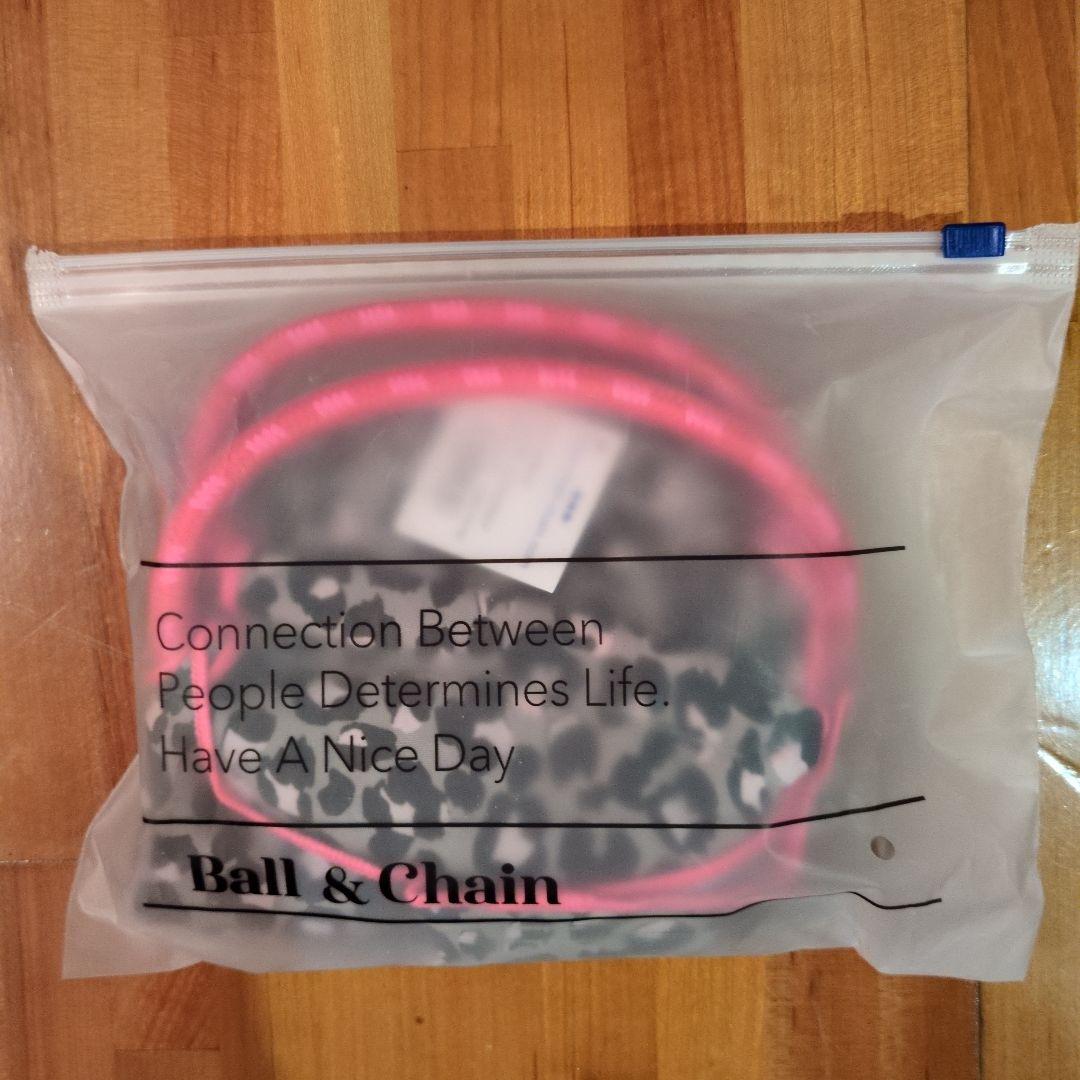 Connection Between
People Determines Life.
Have A Nice Day
Ball & Chain